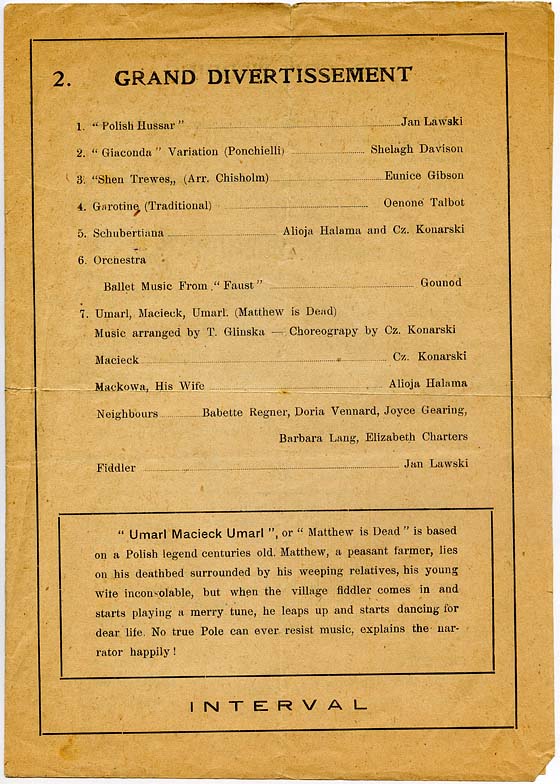 2. GRAND DIVERTISSEMENT
1. “ Polish Hussar ” Jan Lawski
2. “ Giaconda ” Variation (Ponchielli) Shelagh Davison
3. “Shen Trewes„ (Arr. Chisholm) Eunice Gibson
4. Garotine (Traditional) Oenone Talbot
5. Schubertiana Alioja Halama and Cz. Konarski
6. Orchestra
Ballet Music From “ Faust ” Gounod
7. Umarl, Macieck, Umarl. (Matthew is Dead)
Music arranged by T. Glinska — Choreograpy by Cz. Konarski
Macieck Cz. Konarski
Mackowa, His Wife Alioja Halama
Neighbours Babette Regner, Doria Vennard, Joyce Gearing,
Barbara Lang, Elizabeth Charters
Fiddler Jan Lawski
“ Umarl Macieck Umarl ”, or “ Matthew is Dead ” is based
on a Polish legend centuries old. Matthew, a peasant farmer, lies
on his deathbed surrounded by his weeping relatives, his young
wife inconsolable, but when the village fiddler comes in and
starts playing a merry tune, he leaps up and starts dancing for
dear life. No true Pole can ever resist music, explains the nar-
rator happily !
INTERVAL